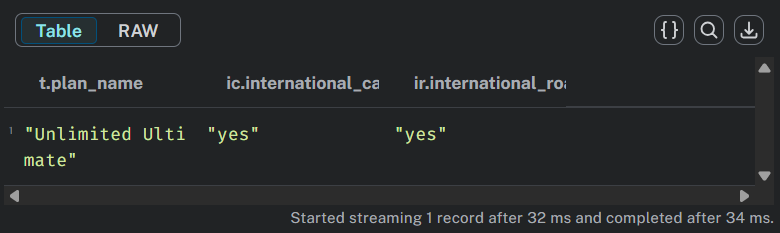 Table RAW
t.plan_name ic.international_ca ir.international_roa
1 "Unlimited Ulti "yes" "yes"
mate"
Started streaming 1 record after 32 ms and completed after 34 ms.